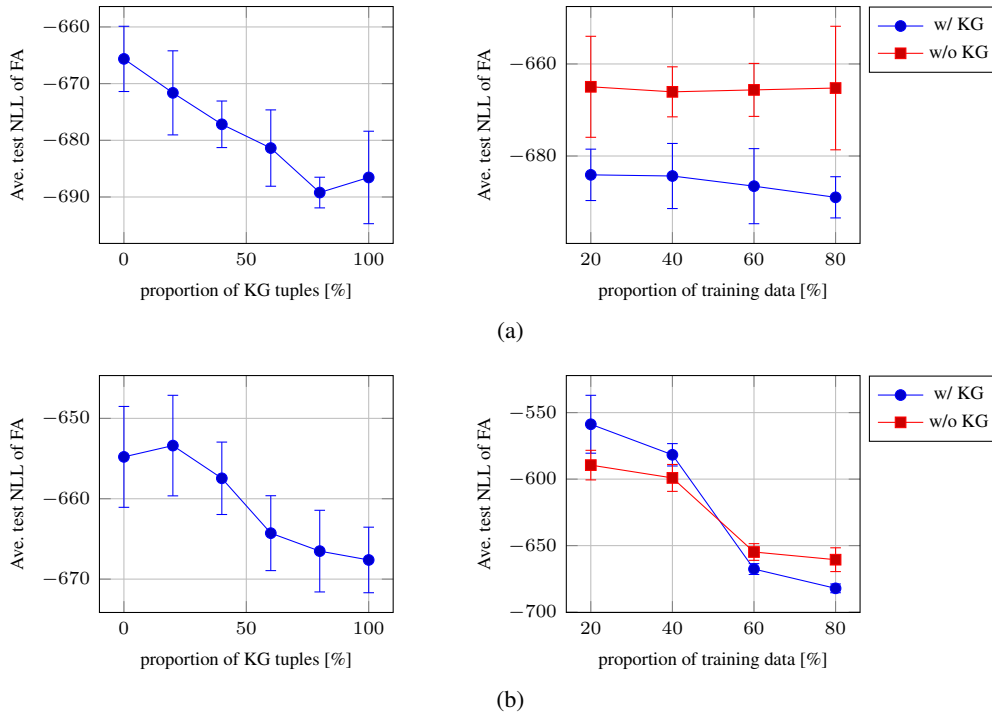 −660
−670
−680
−690
0
50
100
Ave. test NLL of FA
proportion of KG tuples [%]
−660
−680
20
40
60
80
Ave. test NLL of FA
proportion of training data [%]
w/ KG
w/o KG
(a)
−650
−660
−670
0
50
100
Ave. test NLL of FA
proportion of KG tuples [%]
−550
−600
−650
−700
20
40
60
80
Ave. test NLL of FA
proportion of training data [%]
w/ KG
w/o KG
(b)